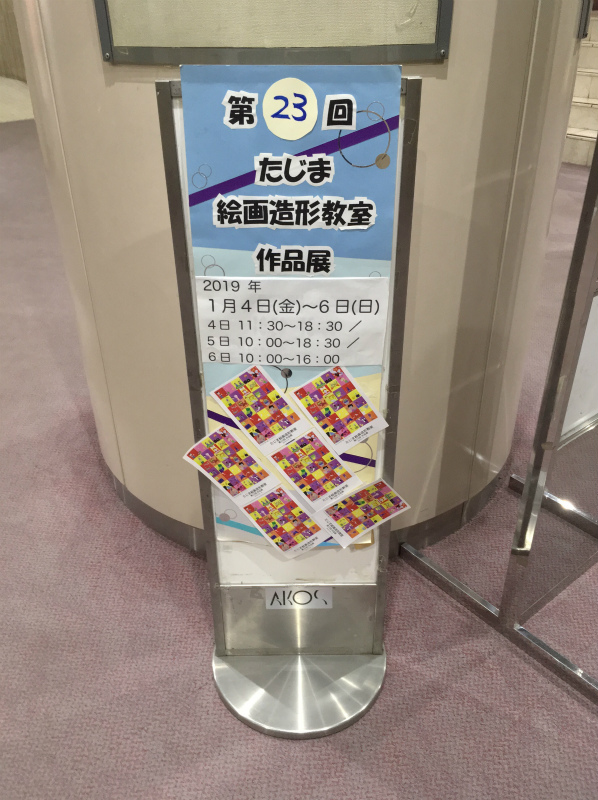 第23回
たじま
絵画造形教室
作品展
2019 年
1月4日(金)～6日(日)
4日 11：30～18：30 ／
5日 10：00～18：30 ／
6日 10：00～16：00
AKOS